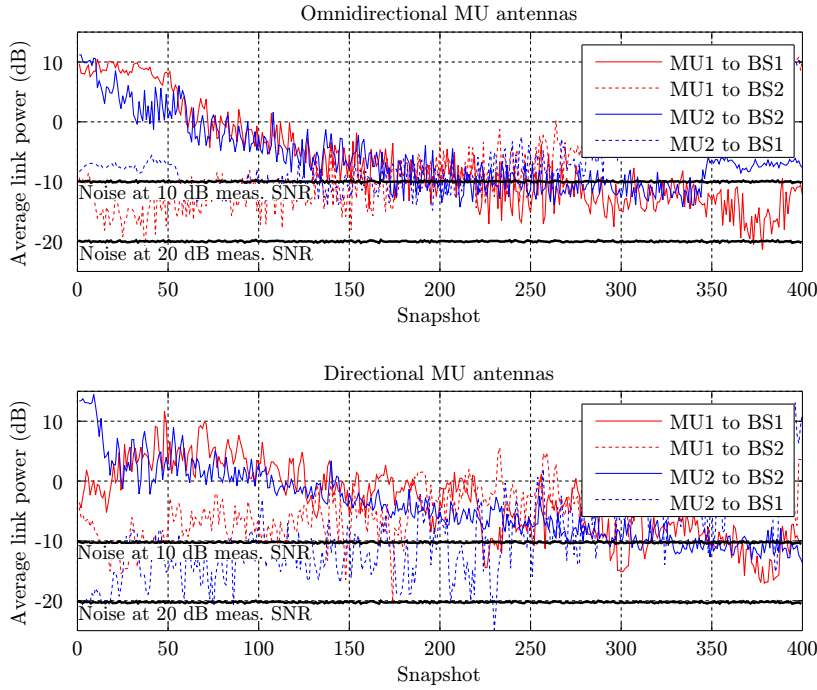 Omnidirectional MU antennas
Average link power (dB)
10
0
-10
-20
MU1 to BS1
MU1 to BS2
MU2 to BS2
MU2 to BS1
Noise at 10 dB meas. SNR
Noise at 20 dB meas. SNR
0 50 100 150 200 250 300 350 400
Snapshot
Directional MU antennas
Average link power (dB)
10
0
-10
-20
MU1 to BS1
MU1 to BS2
MU2 to BS2
MU2 to BS1
Noise at 10 dB meas. SNR
Noise at 20 dB meas. SNR
0 50 100 150 200 250 300 350 400
Snapshot